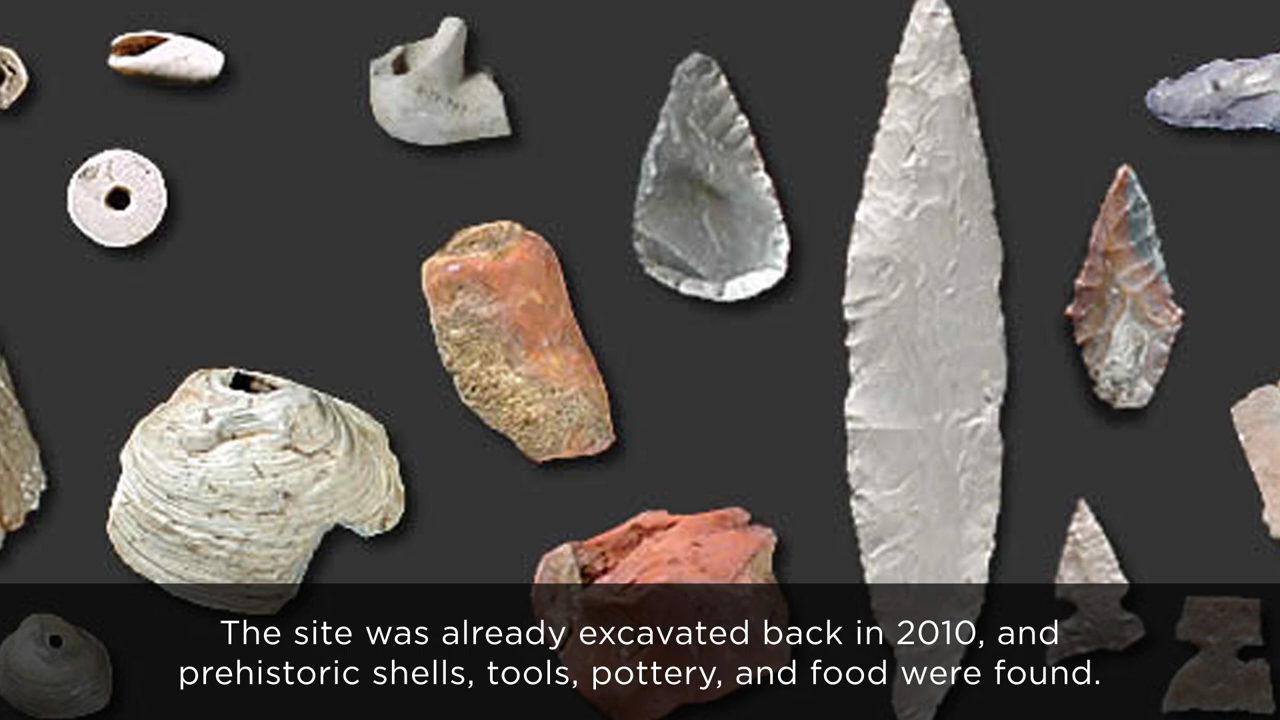 The site was already excavated back in 2010, and
prehistoric shells, tools, pottery, and food were found.